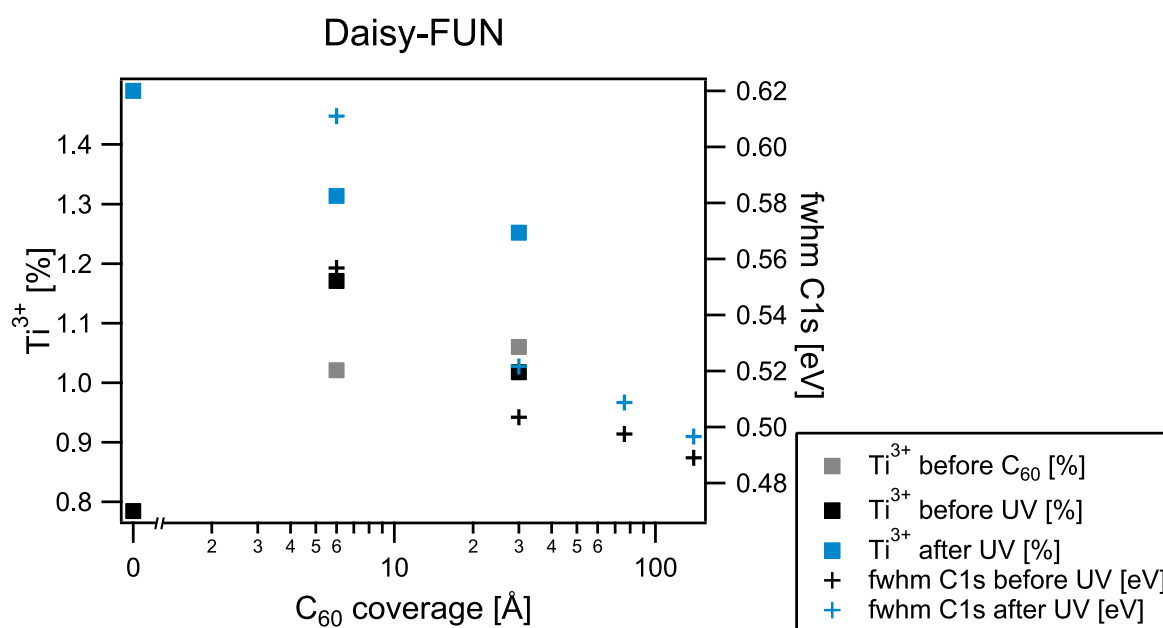 Daisy-FUN
Ti³⁺ [%]
1.4
1.3
1.2
1.1
1.0
0.9
0.8
0.62
0.60
0.58
0.56
0.54
0.52
0.50
0.48
fwhm C1s [eV]
2 3 4 5 6 2 3 4 5 6
0 10 100
C₆₀ coverage [Å]
Ti³⁺ before C₆₀ [%]
Ti³⁺ before UV [%]
Ti³⁺ after UV [%]
fwhm C1s before UV [eV]
fwhm C1s after UV [eV]